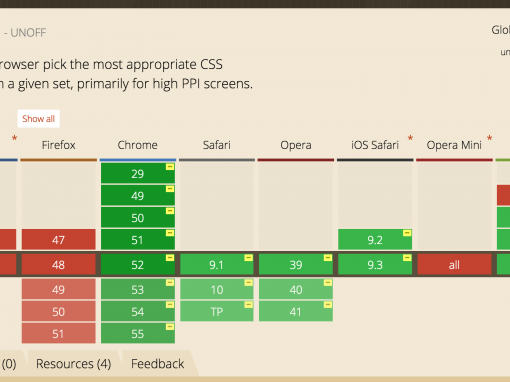 - UNOFF
Glo
un
rowser pick the most appropriate CSS
n a given set, primarily for high PPI screens.
Show all
* Firefox Chrome Safari Opera iOS Safari * Opera Mini *
29
49
50
47 51 9.2
48 52 9.1 39 9.3 all
49 53 10 40
50 54 TP 41
51 55
(0) Resources (4) Feedback